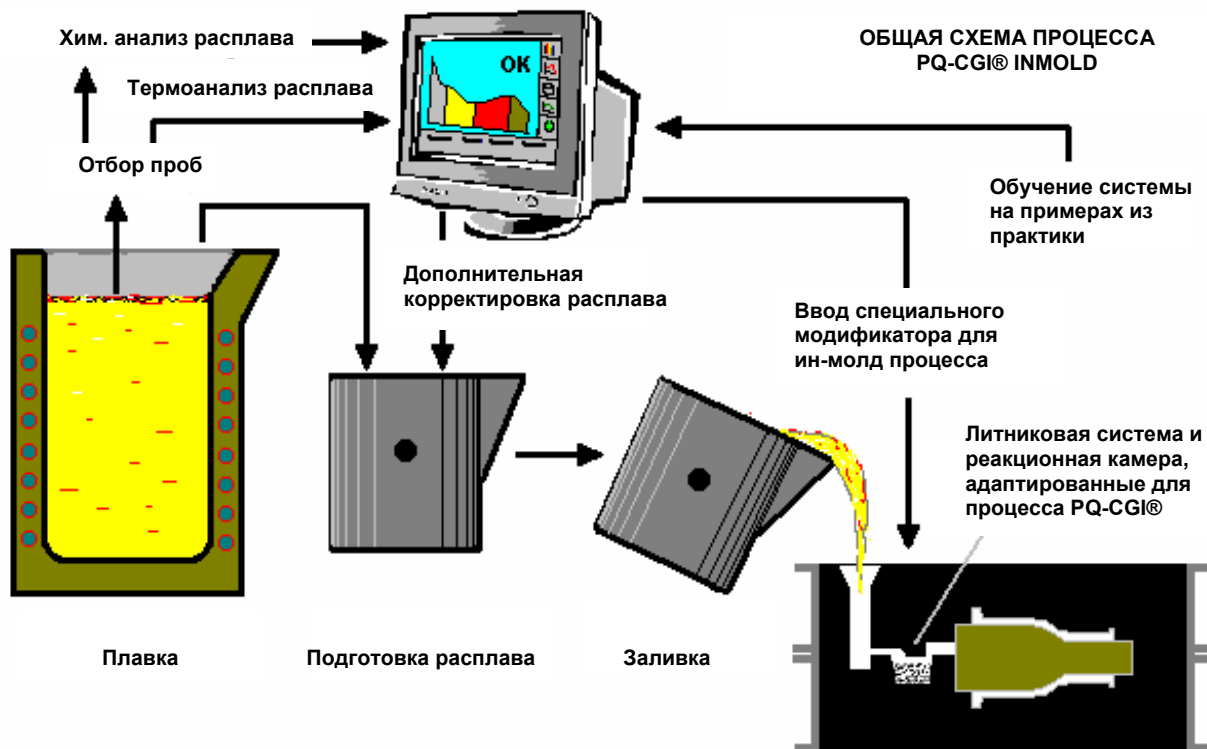 Хим. анализ расплава
ОБЩАЯ СХЕМА ПРОЦЕССА
PQ-CGI® INMOLD
OK
Термоанализ расплава
Отбор проб
Обучение системы
на примерах из
практики
Дополнительная
корректировка расплава
Ввод специального
модификатора для
ин-молд процесса
Литниковая система и
реакционная камера,
адаптированные для
процесса PQ-CGI®
Плавка
Подготовка расплава
Заливка